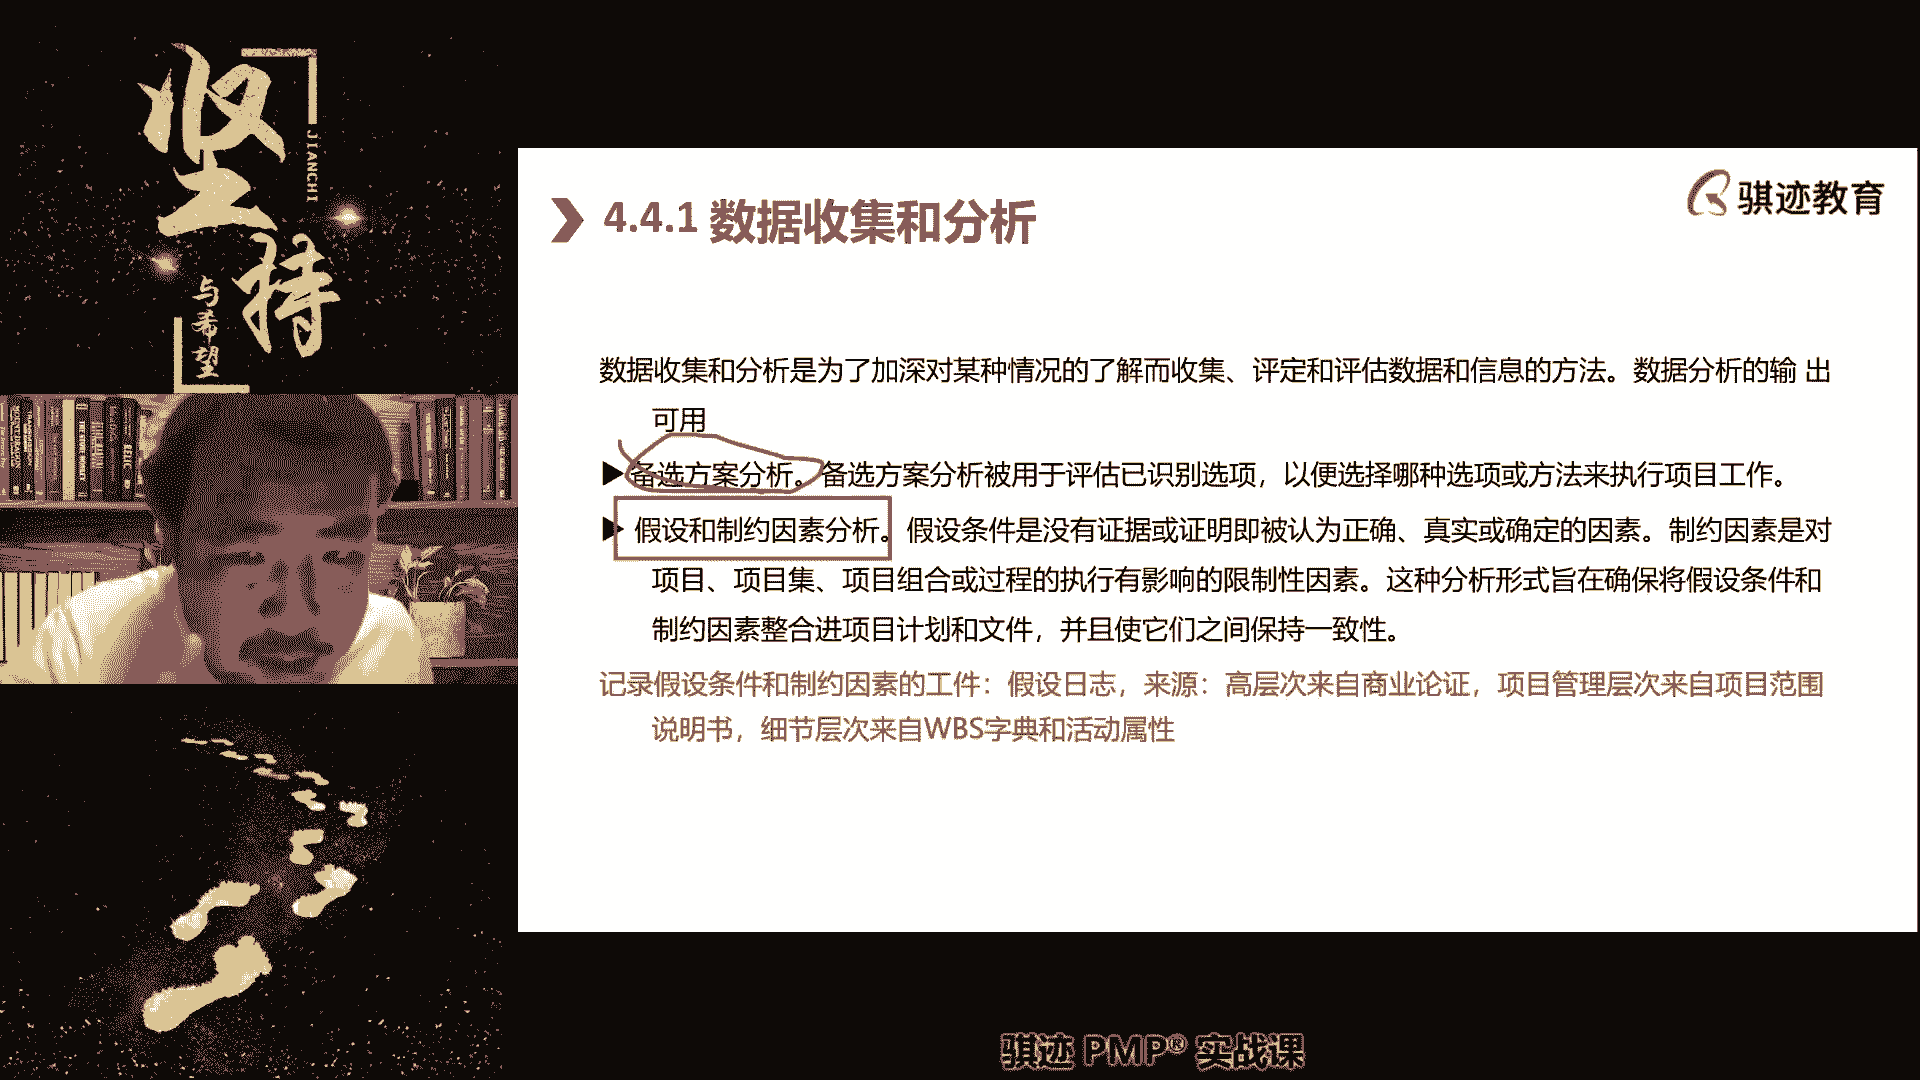 坚持
JIANCHI
与希望
骐迹教育
4.4.1 数据收集和分析
数据收集和分析是为了加深对某种情况的了解而收集、评定和评估数据和信息的方法。数据分析的输 出
可用
备选方案分析。备选方案分析被用于评估已识别选项，以便选择哪种选项或方法来执行项目工作。
假设和制约因素分析。假设条件是没有证据或证明即被认为正确、真实或确定的因素。制约因素是对
项目、项目集、项目组合或过程的执行有影响的限制性因素。这种分析形式旨在确保将假设条件和
制约因素整合进项目计划和文件，并且使它们之间保持一致性。
记录假设条件和制约因素的工件：假设日志，来源：高层次来自商业论证，项目管理层次来自项目范围
说明书，细节层次来自WBS字典和活动属性
骐迹 PMP® 实战课